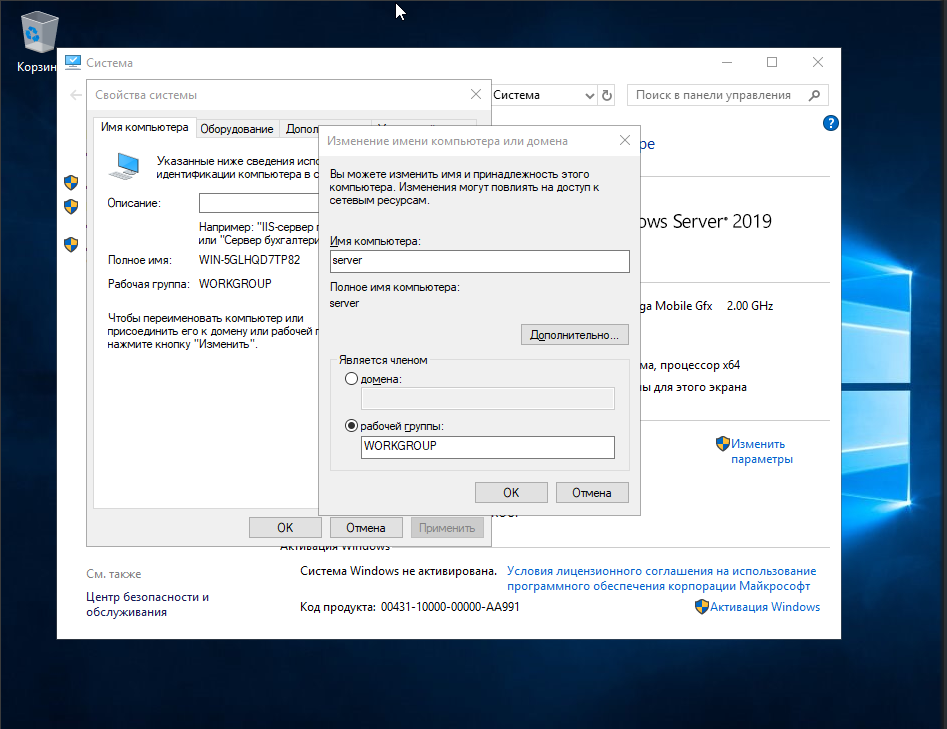 Корзин
Система
Свойства системы
Система
Поиск в панели управления
Имя компьютера
Оборудование
Указанные ниже сведения
идентификации компьютера в
Описание:
Например: "IIS-сервер
или "Сервер
Полное имя: WIN-5GLHQD7TP82
Рабочая группа: WORKGROUP
Чтобы переименовать компьютер или
присоединить его к домену или рабочей
нажмите кнопку "Изменить".
OK
Отмена
Применить
Изменение имени компьютера или домена
Вы можете изменить имя и принадлежность этого
компьютера. Изменения могут повлиять на доступ к
сетевым ресурсам.
Имя компьютера:
server
Полное имя компьютера:
server
Дополнительно...
Является членом
домена:
рабочей группы:
WORKGROUP
OK
Отмена
?
ows Server® 2019
ga Mobile Gfx 2.00 GHz
ма, процессор x64
ы для этого экрана
Изменить
параметры
Активация Windows
Система Windows не активирована.
Условия лицензионного соглашения на использование
программного обеспечения корпорации Майкрософт
Код продукта: 00431-10000-00000-AA991
Активация Windows
См. также
Центр безопасности и
обслуживания